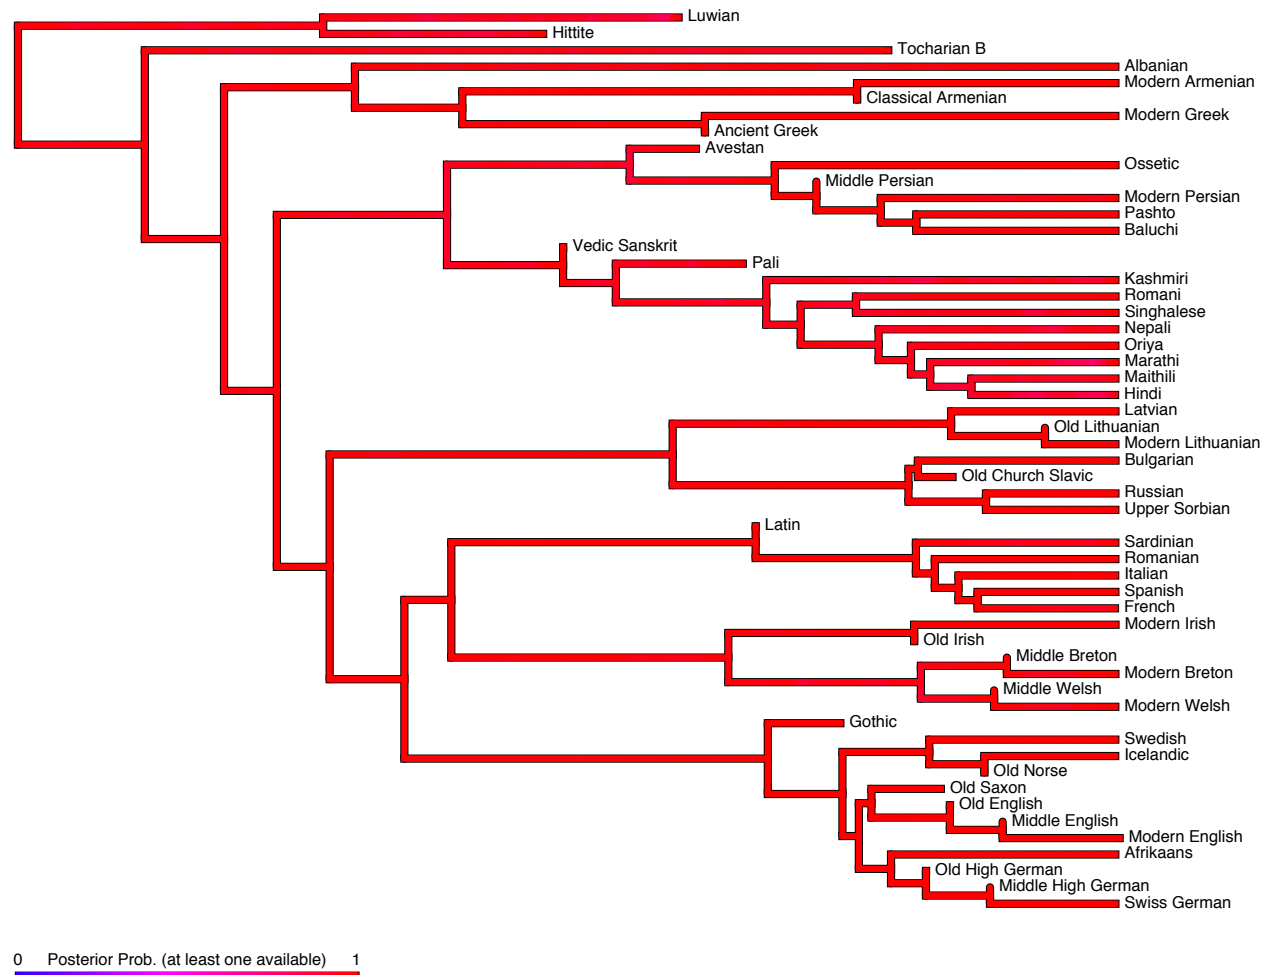 Luwian
Hittite
Tocharian B
Albanian
Modern Armenian
Classical Armenian
Modern Greek
Ancient Greek
Avestan
Ossetic
Middle Persian
Modern Persian
Pashto
Baluchi
Vedic Sanskrit
Pali
Kashmiri
Romani
Singhalese
Nepali
Oriya
Marathi
Maithili
Hindi
Latvian
Old Lithuanian
Modern Lithuanian
Bulgarian
Old Church Slavic
Russian
Upper Sorbian
Latin
Sardinian
Romanian
Italian
Spanish
French
Modern Irish
Old Irish
Middle Breton
Modern Breton
Middle Welsh
Modern Welsh
Gothic
Swedish
Icelandic
Old Norse
Old Saxon
Old English
Middle English
Modern English
Afrikaans
Old High German
Middle High German
Swiss German
0 Posterior Prob. (at least one available) 1